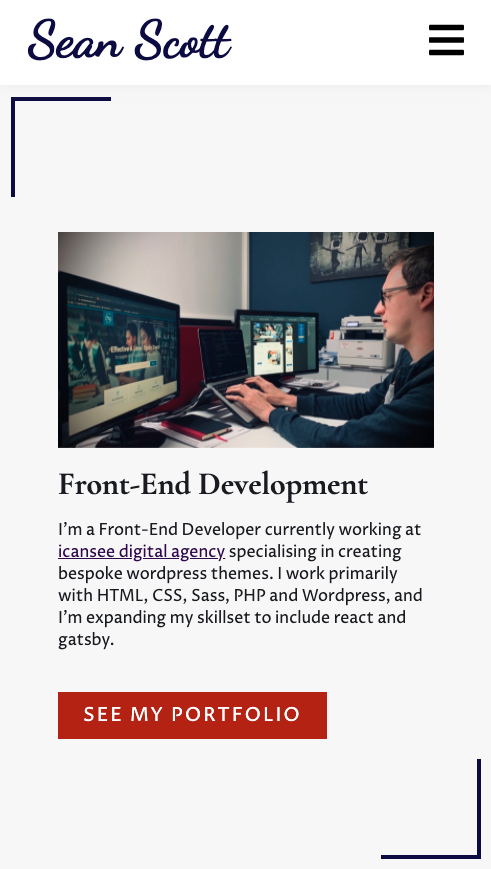 Sean Scott
Front-End Development
I'm a Front-End Developer currently working at
icansee digital agency specialising in creating
bespoke wordpress themes. I work primarily
with HTML, CSS, Sass, PHP and Wordpress, and
I'm expanding my skillset to include react and
gatsby.
SEE MY PORTFOLIO